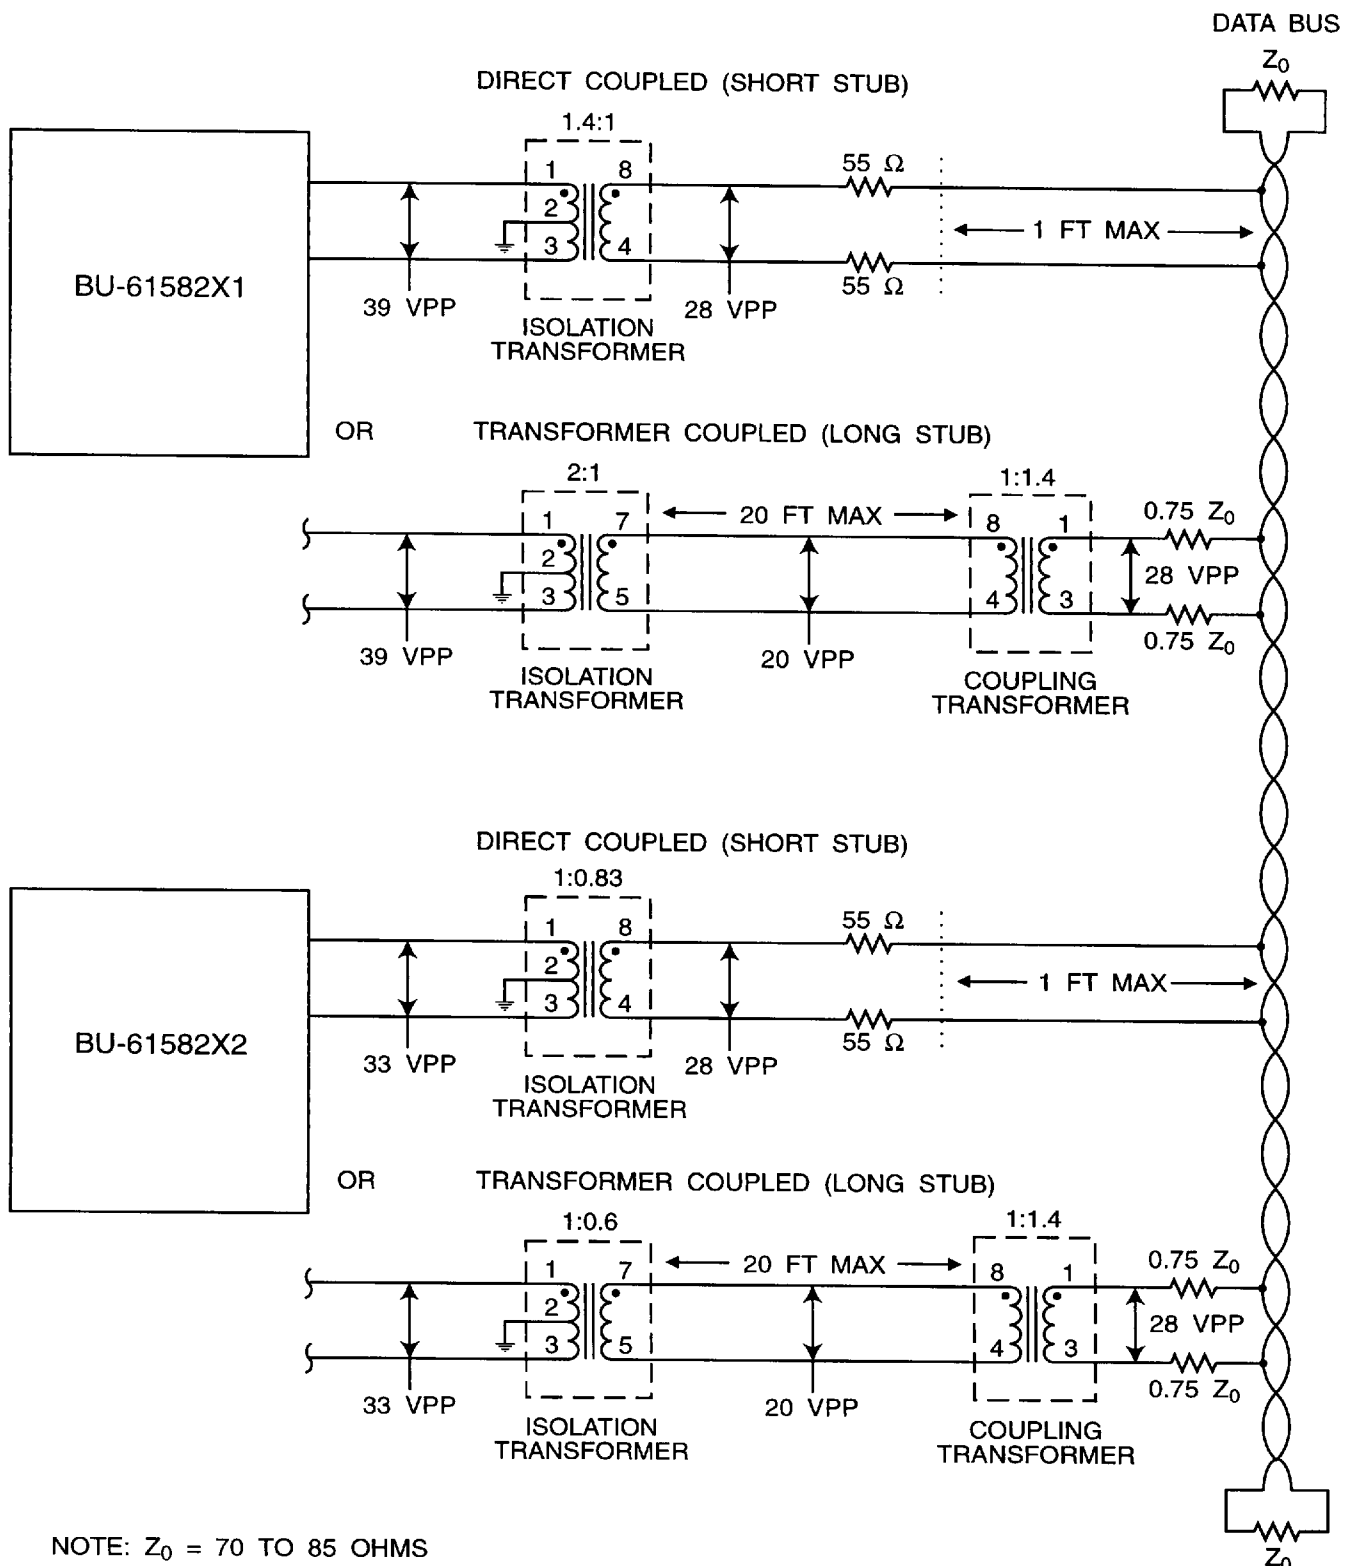 DATA BUS
Z0
DIRECT COUPLED (SHORT STUB)
1.4:1
BU-61582X1
1
2
3
8
4
39 VPP
28 VPP
55 Ω
55 Ω
1 FT MAX
ISOLATION
TRANSFORMER
OR
TRANSFORMER COUPLED (LONG STUB)
2:1
1:1.4
1
2
3
7
5
20 FT MAX
8
4
1
3
0.75 Z0
28 VPP
0.75 Z0
39 VPP
20 VPP
ISOLATION
TRANSFORMER
COUPLING
TRANSFORMER
DIRECT COUPLED (SHORT STUB)
1:0.83
BU-61582X2
1
2
3
8
4
33 VPP
28 VPP
55 Ω
55 Ω
1 FT MAX
ISOLATION
TRANSFORMER
OR
TRANSFORMER COUPLED (LONG STUB)
1:0.6
1:1.4
1
2
3
7
5
20 FT MAX
8
4
1
3
0.75 Z0
28 VPP
0.75 Z0
33 VPP
20 VPP
ISOLATION
TRANSFORMER
COUPLING
TRANSFORMER
NOTE: Z0 = 70 TO 85 OHMS
Z0